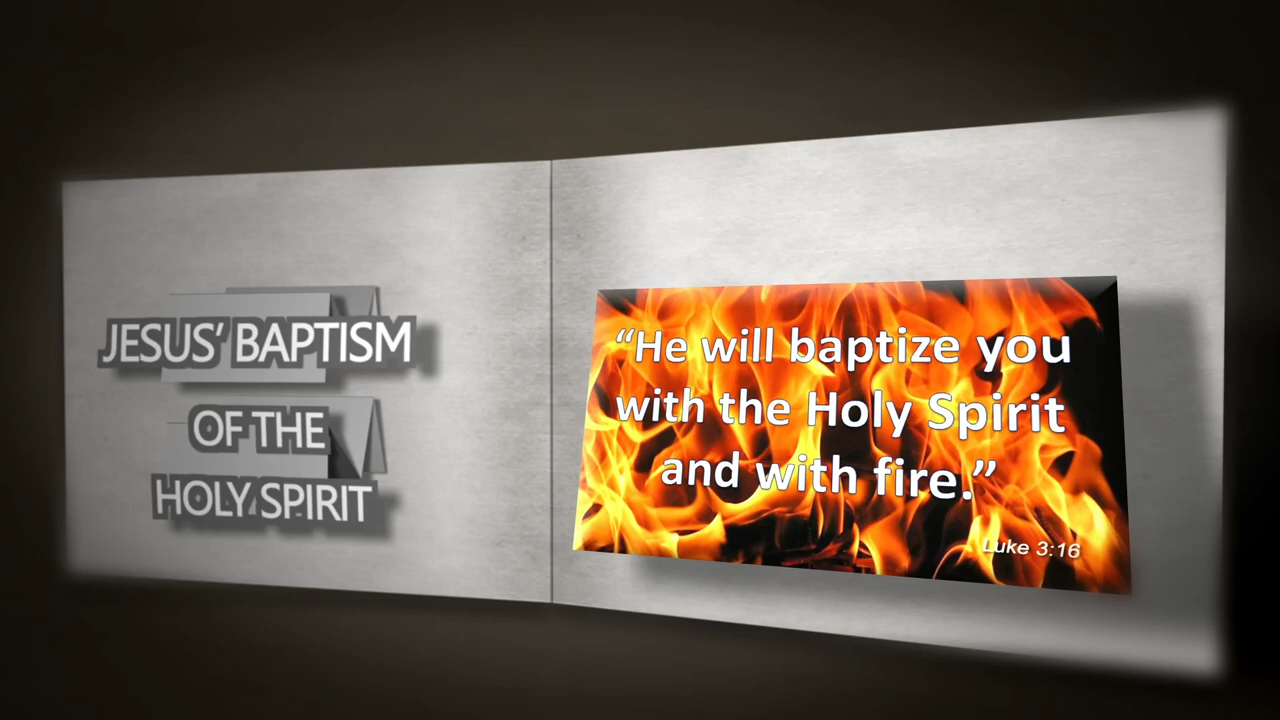 JESUS' BAPTISM
OF THE
HOLY SPIRIT
“He will baptize you
with the Holy Spirit
and with fire.”
Luke 3:16